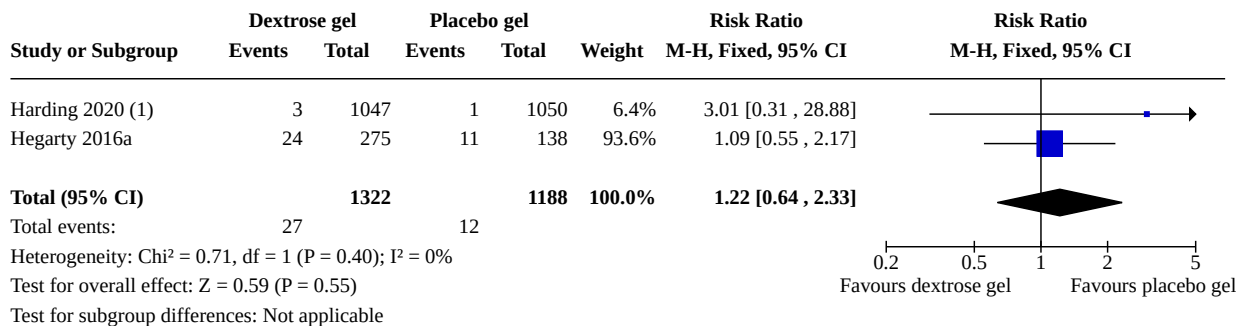 Dextrose gel Placebo gel Risk Ratio Risk Ratio
Study or Subgroup Events Total Events Total Weight M-H, Fixed, 95% CI M-H, Fixed, 95% CI
Harding 2020 (1) 3 1047 1 1050 6.4% 3.01 [0.31 , 28.88]
Hegarty 2016a 24 275 11 138 93.6% 1.09 [0.55 , 2.17]
Total (95% CI) 1322 1188 100.0% 1.22 [0.64 , 2.33]
Total events: 27 12
Heterogeneity: Chi² = 0.71, df = 1 (P = 0.40); I² = 0%
0.2 0.5 1 2 5
Test for overall effect: Z = 0.59 (P = 0.55) Favours dextrose gel Favours placebo gel
Test for subgroup differences: Not applicable